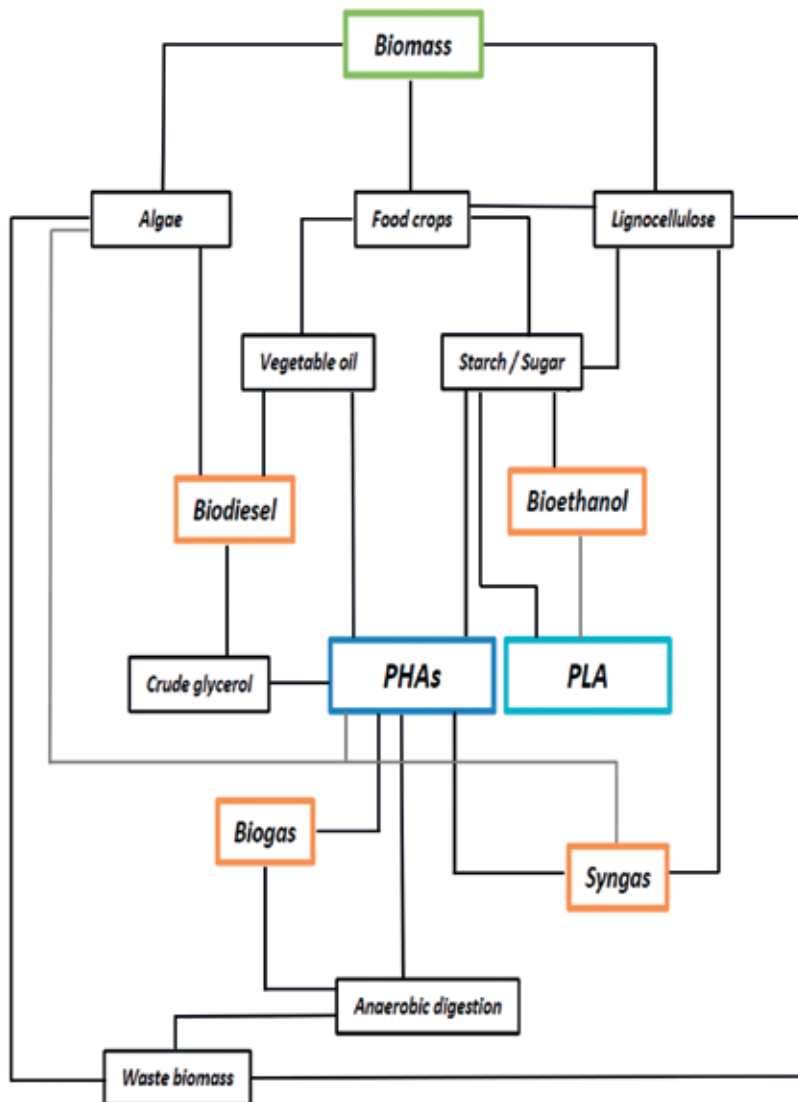 Biomass
Algae
Food crops
Lignocellulose
Vegetable oil
Starch / Sugar
Biodiesel
Bioethanol
Crude glycerol
PHAs
PLA
Biogas
Syngas
Anaerobic digestion
Waste biomass